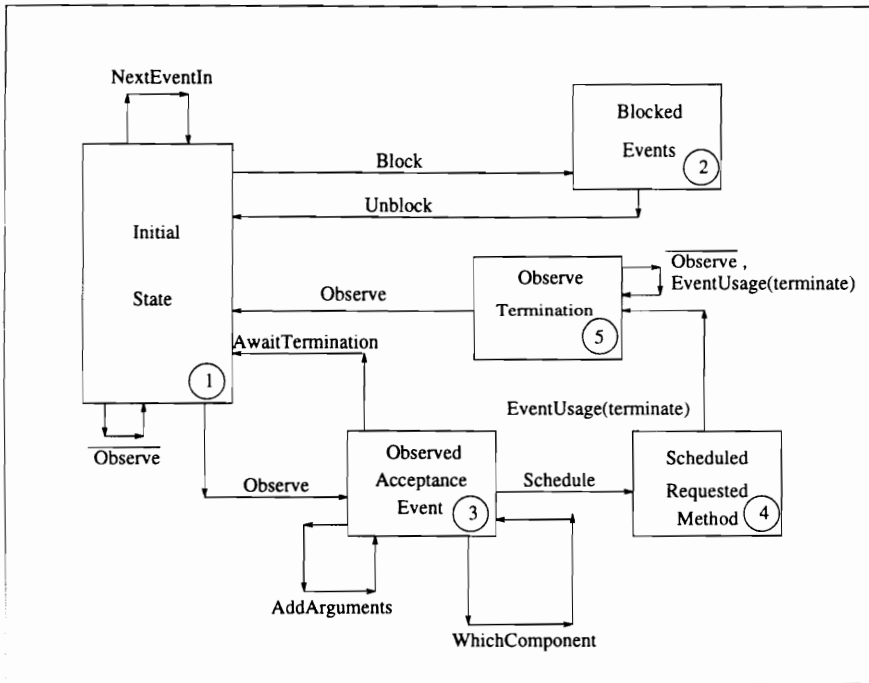 NextEventIn
Blocked
Events
2
Block
Unblock
Initial
State
1
Observe
Termination
5
Observe ,
EventUsage(terminate)
Observe
AwaitTermination
EventUsage(terminate)
Observe
Observed
Acceptance
Event
3
Schedule
Scheduled
Requested
Method
4
Observe
AddArguments
WhichComponent